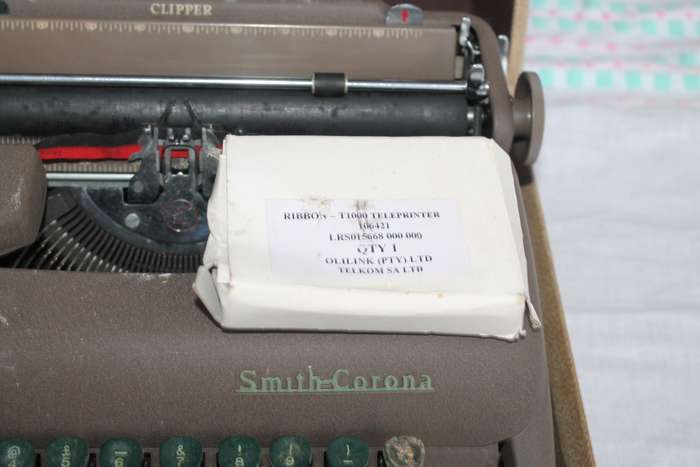 CLIPPER
RIBBON - T1000 TELEPRINTER
106421
LRS015668 000 000
QTY 1
OLILINK (PTY) LTD
TELKOM SA LTD
Smith-Corona